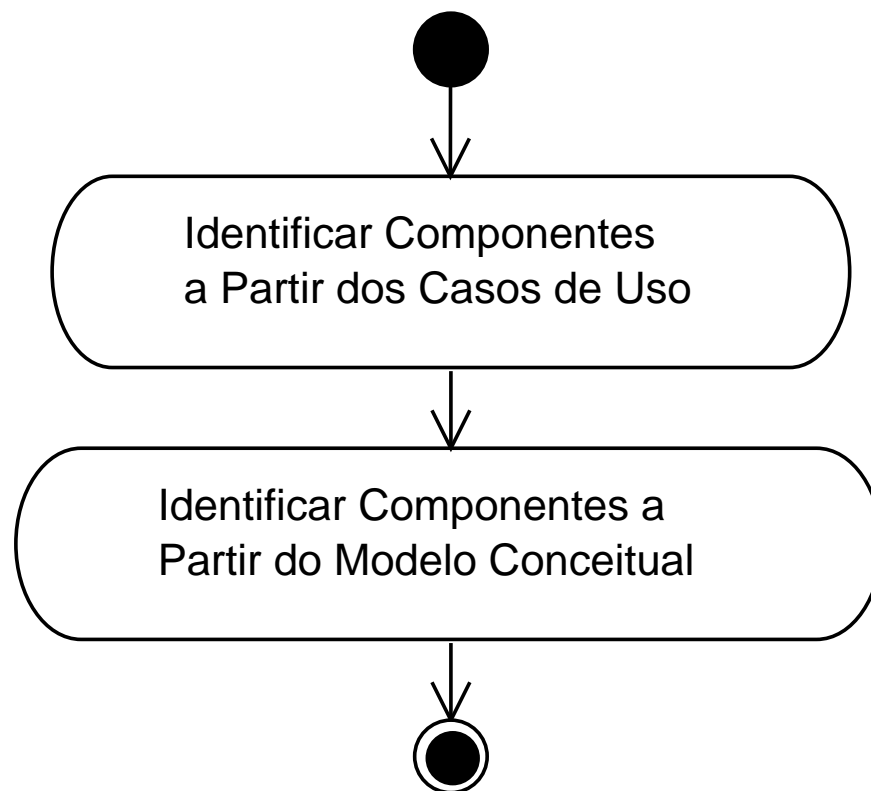 Identificar Componentes
a Partir dos Casos de Uso
Identificar Componentes a
Partir do Modelo Conceitual